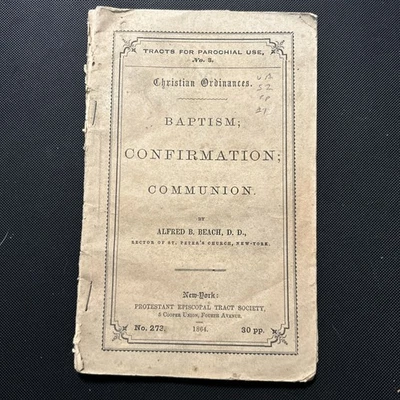 TRACTS FOR PAROCHIAL USE,
No. 2.
Christian Ordinances.
BAPTISM;
CONFIRMATION;
COMMUNION.
BY
ALFRED B. BEACH, D. D.,
RECTOR OF ST. PETER'S CHURCH, NEW-YORK.
New-York:
PROTESTANT EPISCOPAL TRACT SOCIETY,
5 COOPER UNION, FOURTH AVENUE.
1864.
No. 273. 30 pp.